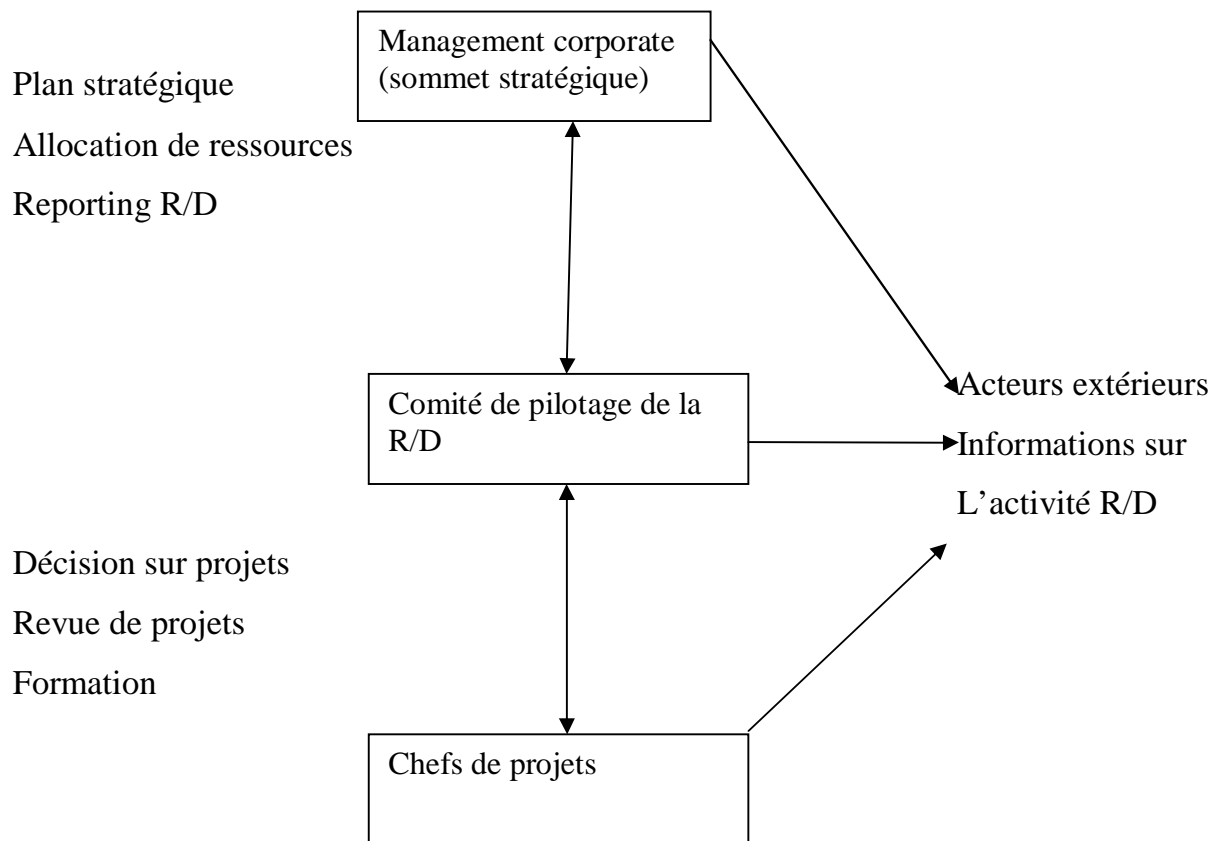 Management corporate
(sommet stratégique)
Plan stratégique
Allocation de ressources
Reporting R/D
Comité de pilotage de la
R/D
Acteurs extérieurs
Informations sur
L’activité R/D
Décision sur projets
Revue de projets
Formation
Chefs de projets